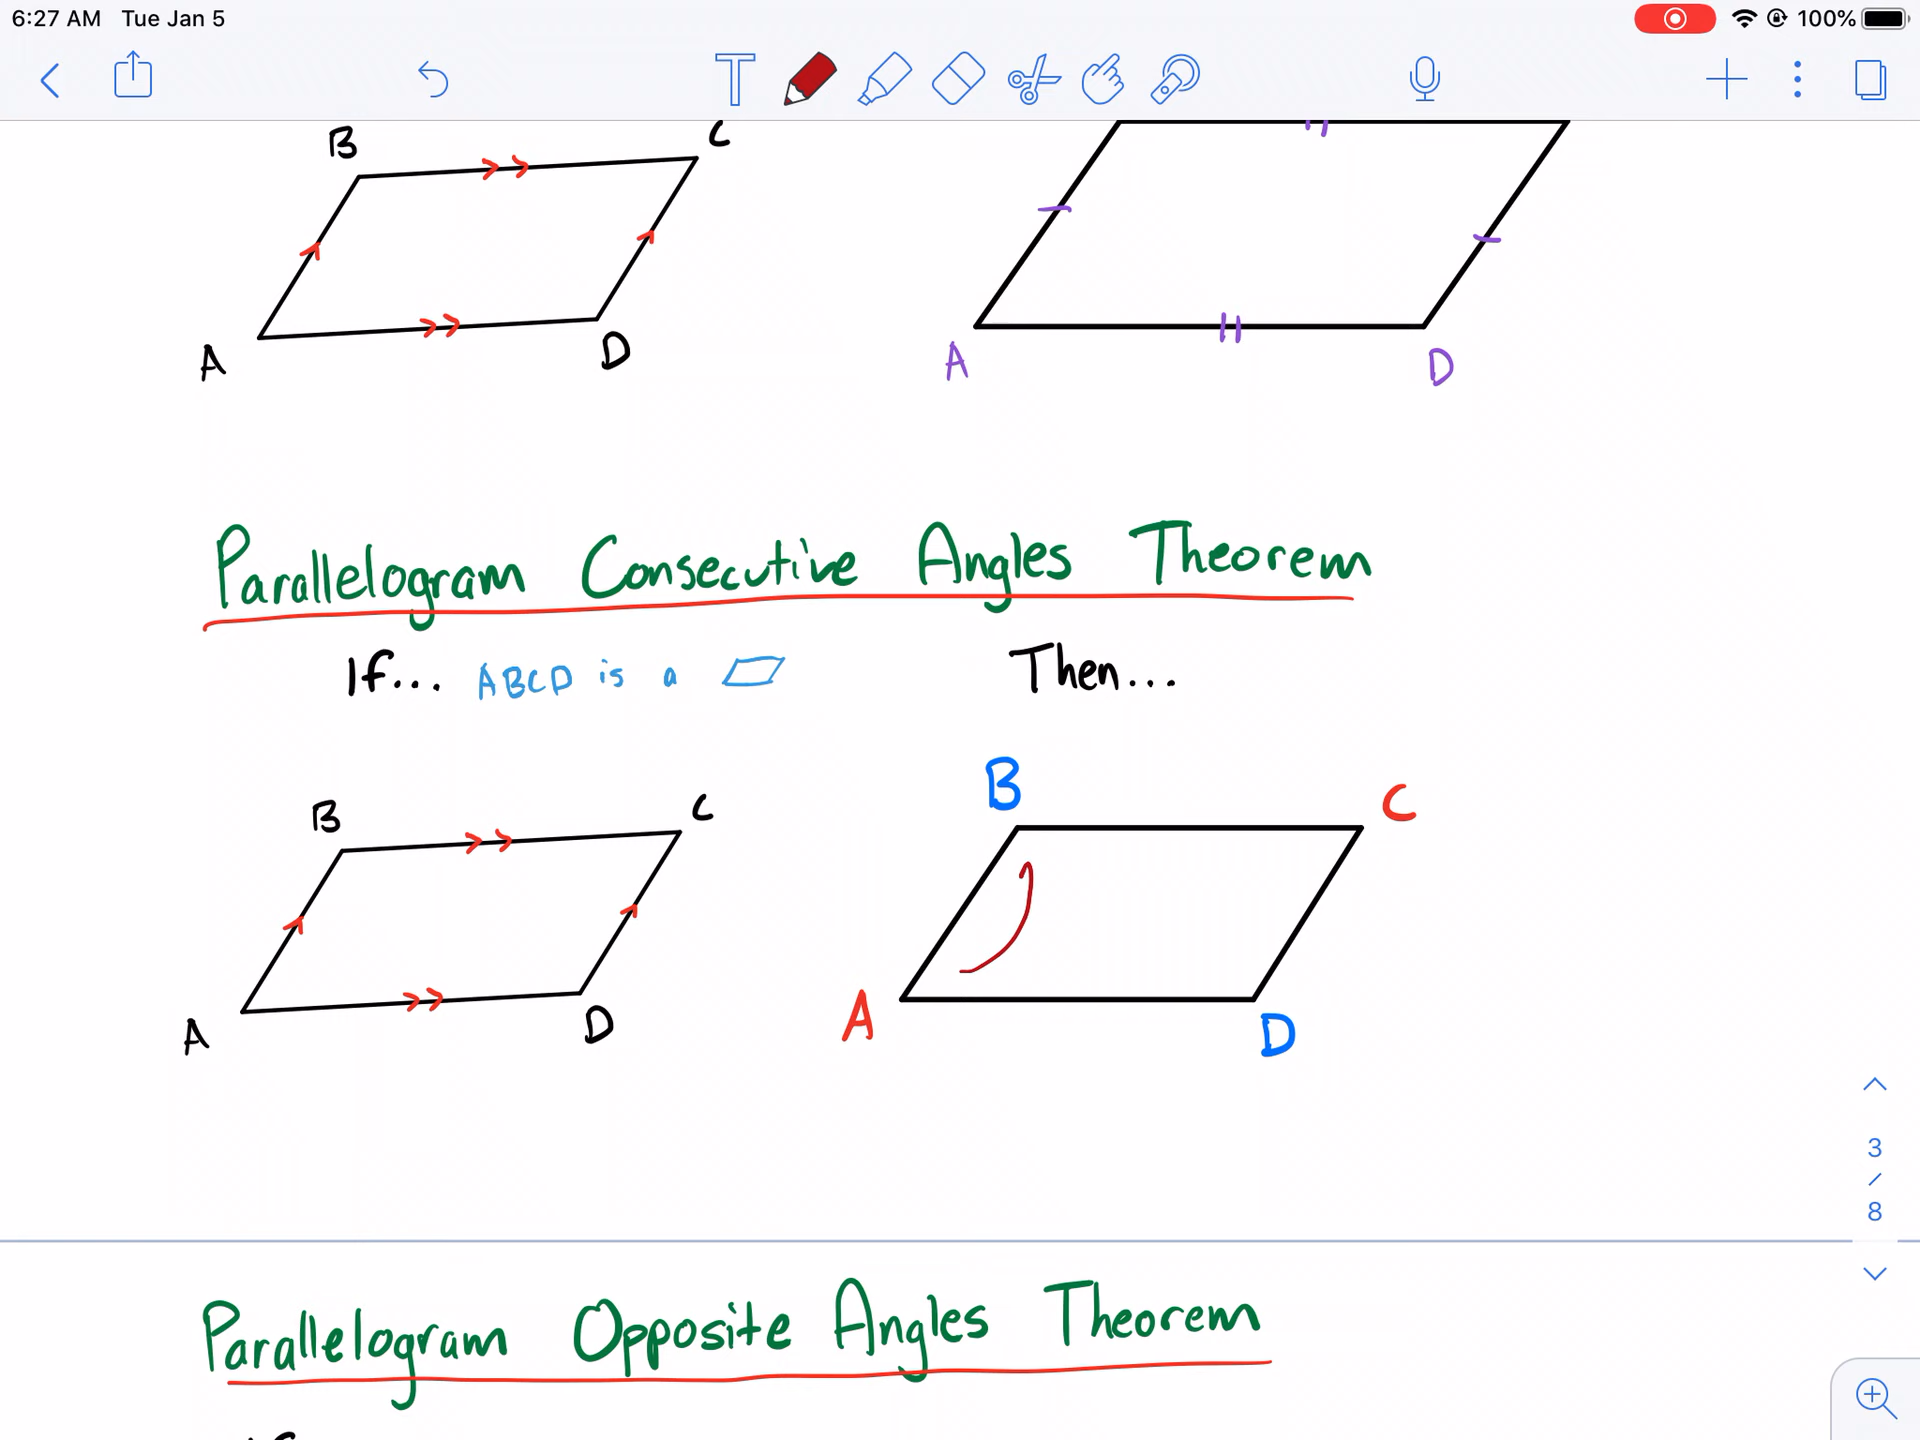 6:27 AM Tue Jan 5 100%
T
B C
A D A D
Parallelogram Consecutive Angles Theorem
If... ABCD is a Then...
B C B C
A D A D
3
/
8
Parallelogram Opposite Angles Theorem